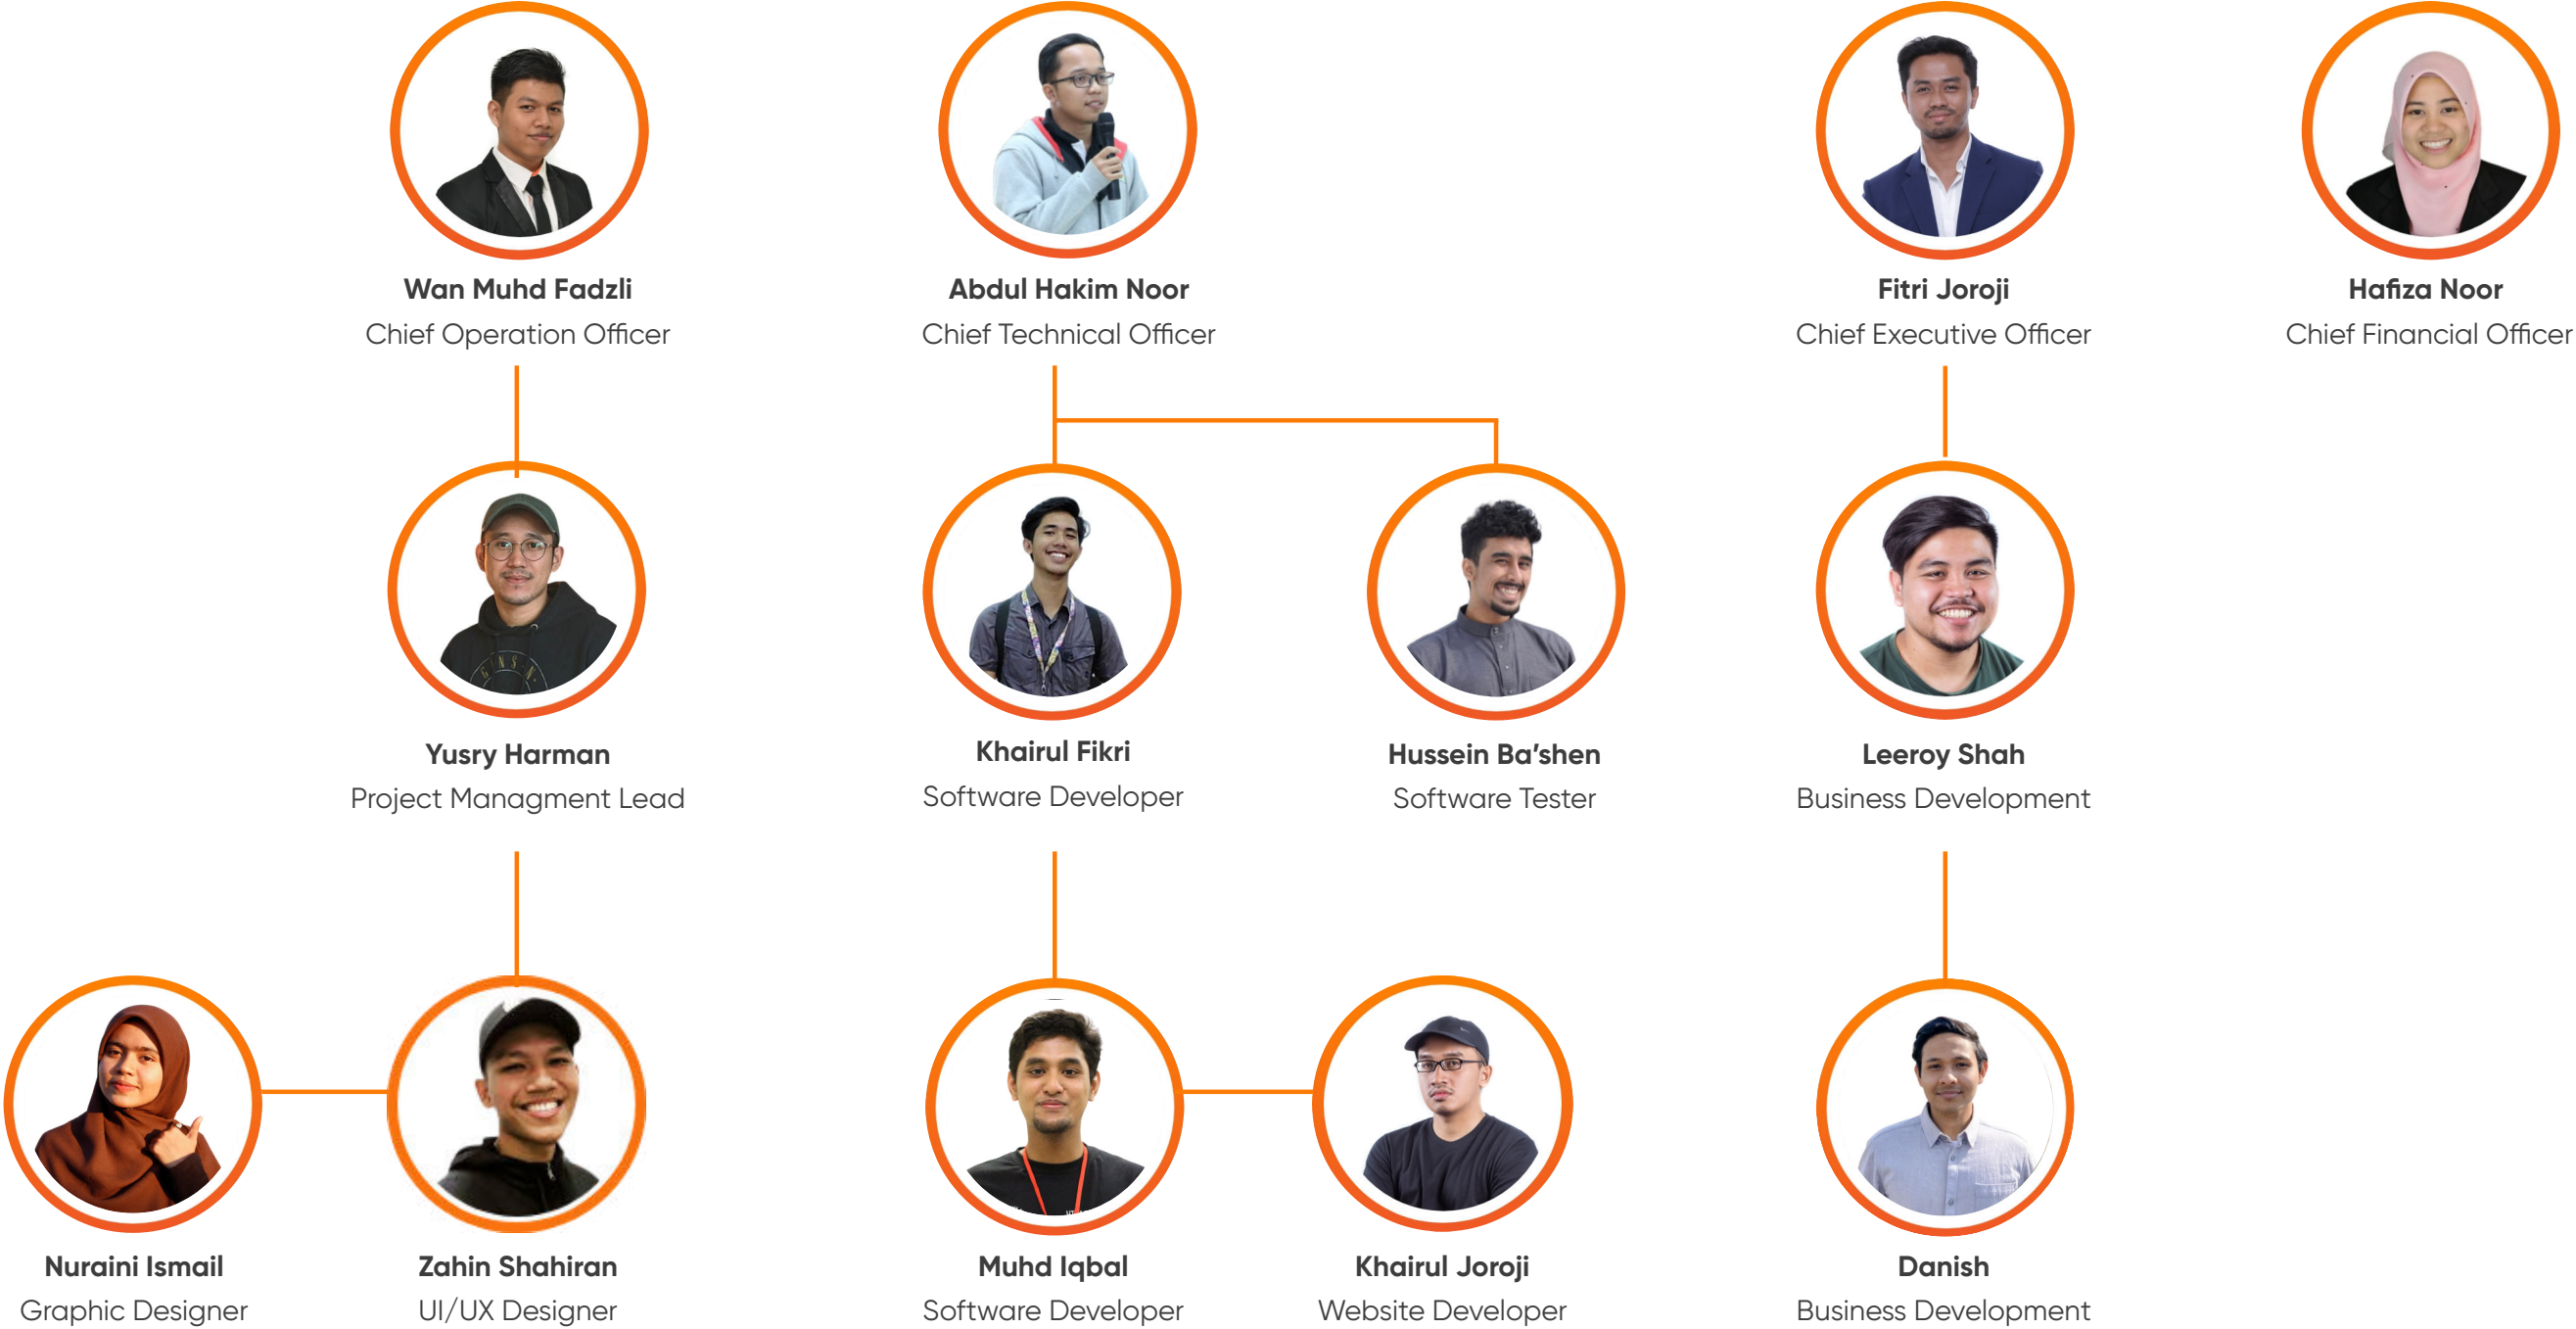 Wan Muhd Fadzli
Chief Operation Officer
Abdul Hakim Noor
Chief Technical Officer
Fitri Joroji
Chief Executive Officer
Hafiza Noor
Chief Financial Officer
Yusry Harman
Project Managment Lead
Khairul Fikri
Software Developer
Hussein Ba’shen
Software Tester
Leeroy Shah
Business Development
Nuraini Ismail
Graphic Designer
Zahin Shahiran
UI/UX Designer
Muhd Iqbal
Software Developer
Khairul Joroji
Website Developer
Danish
Business Development